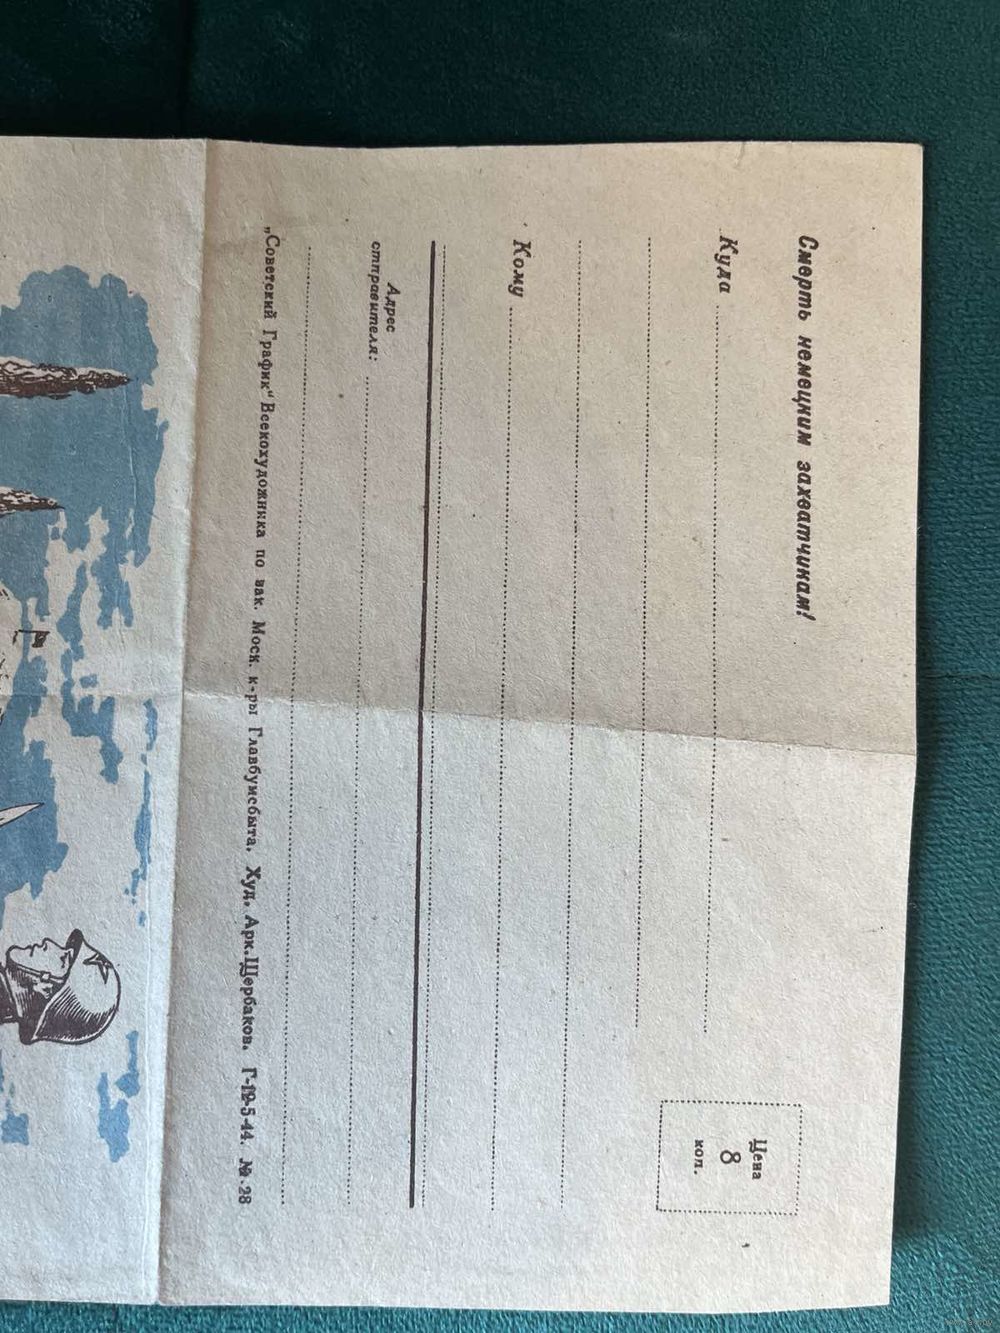 Смерть немецким захватчикам!
Цена
8
коп.
Куда
Кому
Адрес
отправителя:
„Советский График“ Всекохудожника по зак. Моск. к-ры Главбумсбыта. Худ. Арк. Щербаков. Г-12-5-44. № 28